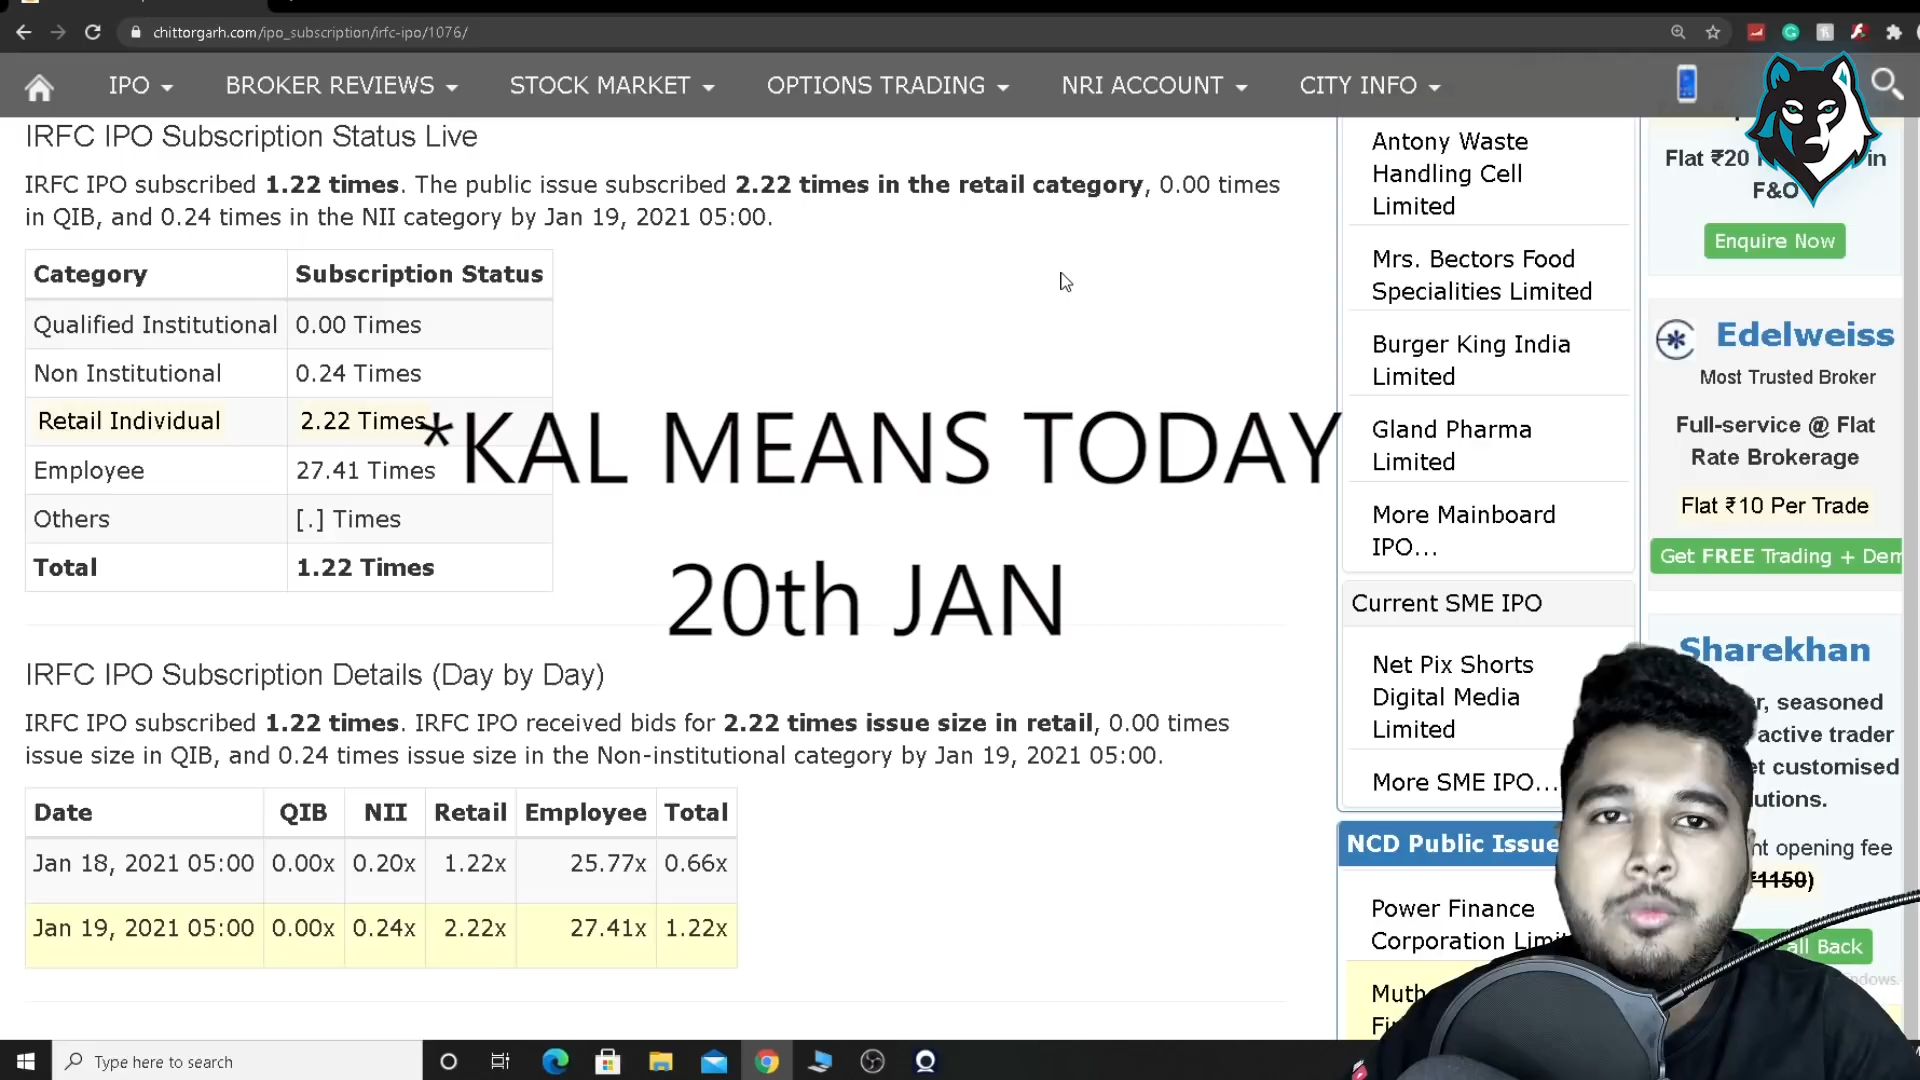 chittorgarh.com/ipo_subscription/irfc-ipo/1076/
IPO
BROKER REVIEWS
STOCK MARKET
OPTIONS TRADING
NRI ACCOUNT
CITY INFO
IRFC IPO Subscription Status Live
IRFC IPO subscribed 1.22 times. The public issue subscribed 2.22 times in the retail category, 0.00 times
in QIB, and 0.24 times in the NII category by Jan 19, 2021 05:00.
Category Subscription Status
Qualified Institutional 0.00 Times
Non Institutional 0.24 Times
Retail Individual 2.22 Times
Employee 27.41 Times
Others [.] Times
Total 1.22 Times
*KAL MEANS TODAY
20th JAN
IRFC IPO Subscription Details (Day by Day)
IRFC IPO subscribed 1.22 times. IRFC IPO received bids for 2.22 times issue size in retail, 0.00 times
issue size in QIB, and 0.24 times issue size in the Non-institutional category by Jan 19, 2021 05:00.
Date QIB NII Retail Employee Total
Jan 18, 2021 05:00 0.00x 0.20x 1.22x 25.77x 0.66x
Jan 19, 2021 05:00 0.00x 0.24x 2.22x 27.41x 1.22x
Antony Waste
Handling Cell
Limited
Mrs. Bectors Food
Specialities Limited
Burger King India
Limited
Gland Pharma
Limited
More Mainboard
IPO...
Current SME IPO
Net Pix Shorts
Digital Media
Limited
More SME IPO...
NCD Public Issue
Power Finance
Corporation
Flat ₹20 in
F&O
Enquire Now
Edelweiss
Most Trusted Broker
Full-service @ Flat
Rate Brokerage
Flat ₹10 Per Trade
Get FREE Trading +
Sharekhan
seasoned
active trader
customised
opening fee
₹1150)
Back
Type here to search